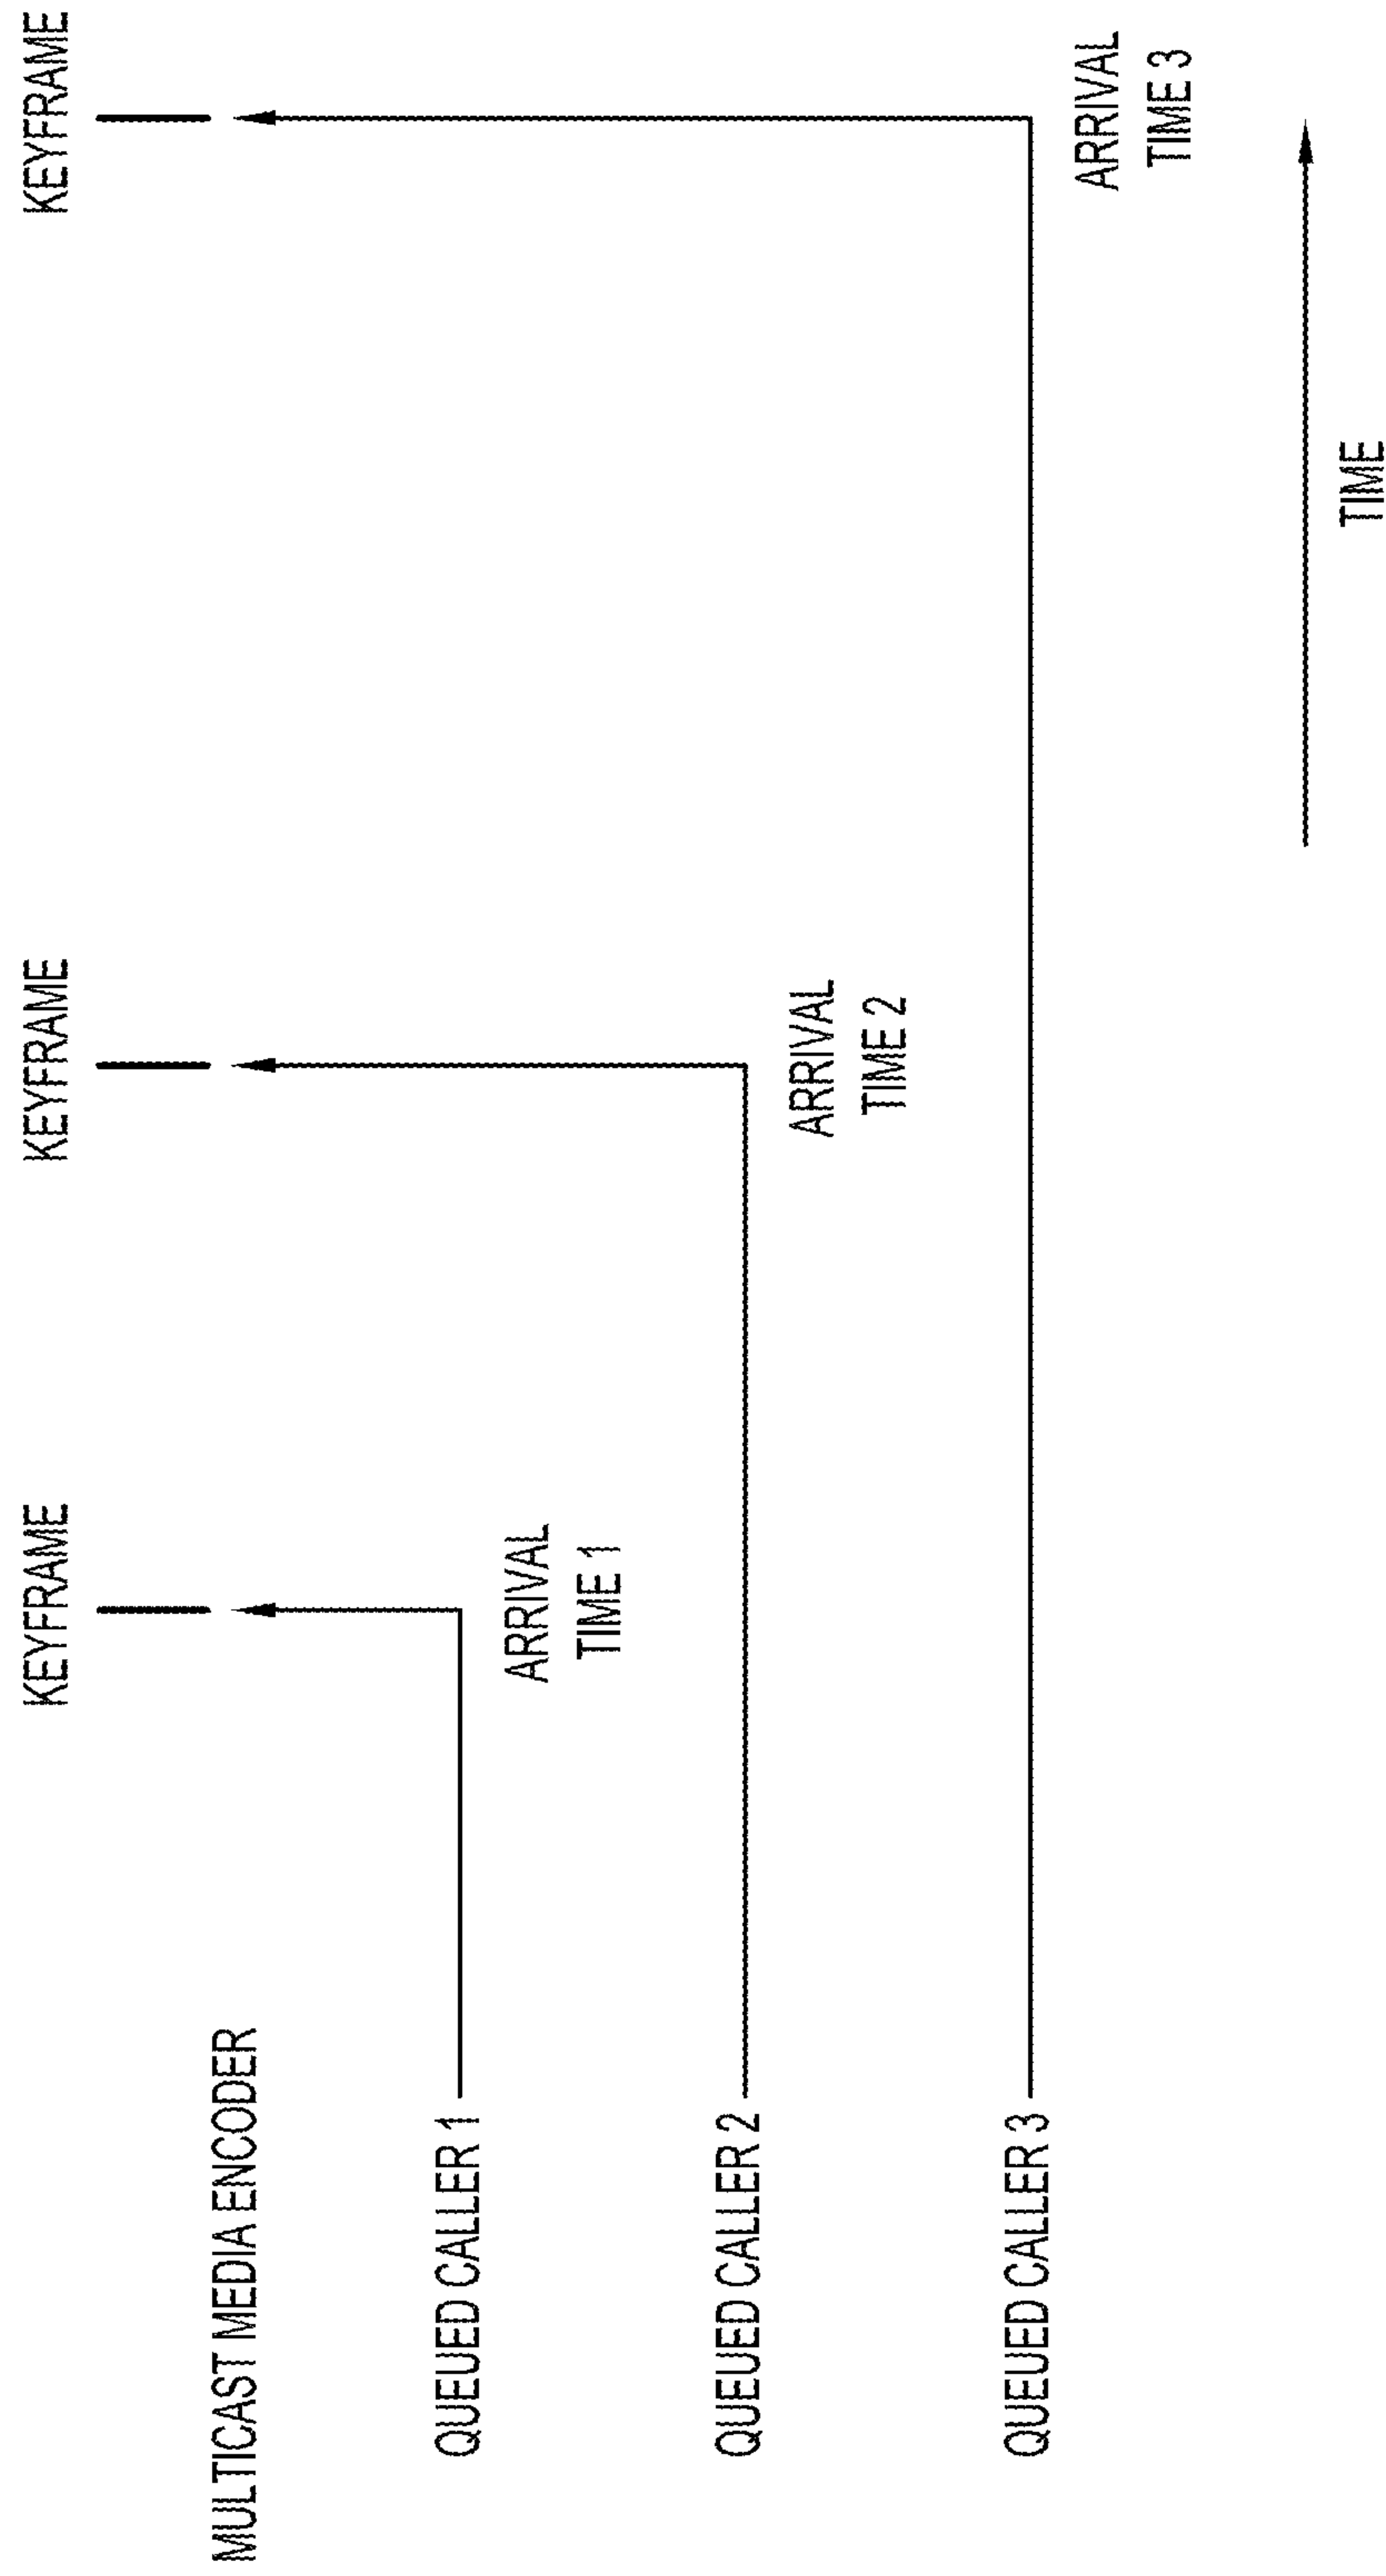 KEYFRAME
KEYFRAME
KEYFRAME
MULTICAST MEDIA ENCODER
QUEUED CALLER 1
ARRIVAL
TIME 1
QUEUED CALLER 2
ARRIVAL
TIME 2
QUEUED CALLER 3
ARRIVAL
TIME 3
TIME